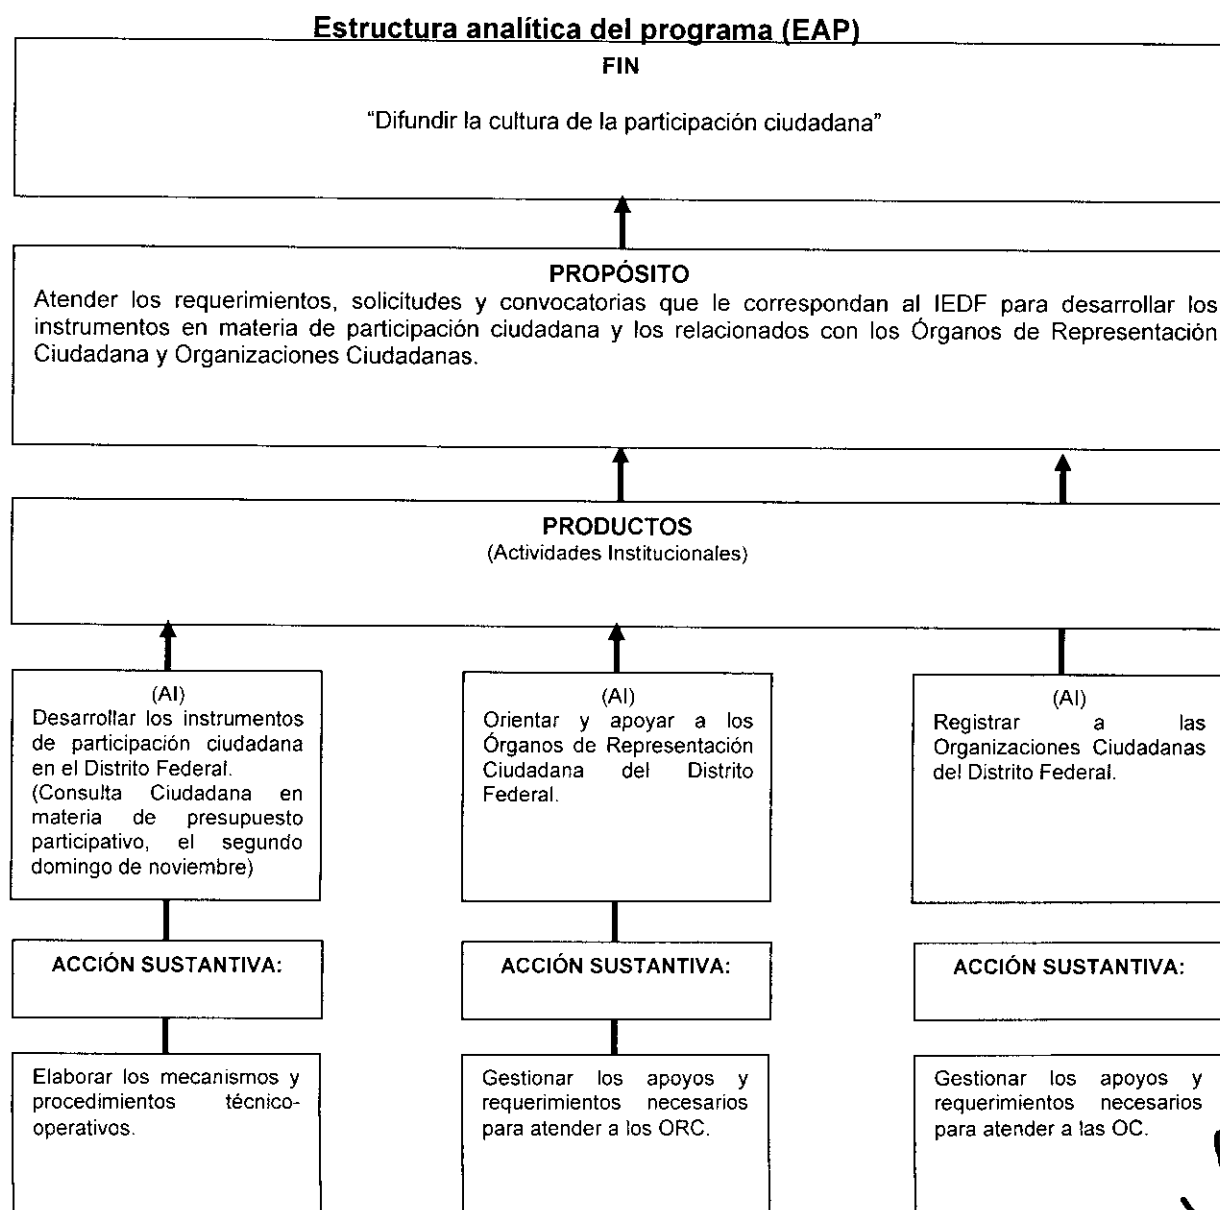 Estructura analítica del programa (EAP)
FIN
“Difundir la cultura de la participación ciudadana”
PROPÓSITO
Atender los requerimientos, solicitudes y convocatorias que le correspondan al IEDF para desarrollar los
instrumentos en materia de participación ciudadana y los relacionados con los Órganos de Representación
Ciudadana y Organizaciones Ciudadanas.
PRODUCTOS
(Actividades Institucionales)
(AI)
Desarrollar los instrumentos
de participación ciudadana
en el Distrito Federal.
(Consulta Ciudadana en
materia de presupuesto
participativo, el segundo
domingo de noviembre)
(AI)
Orientar y apoyar a los
Órganos de Representación
Ciudadana del Distrito
Federal.
(AI)
Registrar a las
Organizaciones Ciudadanas
del Distrito Federal.
ACCIÓN SUSTANTIVA:
ACCIÓN SUSTANTIVA:
ACCIÓN SUSTANTIVA:
Elaborar los mecanismos y
procedimientos técnico-
operativos.
Gestionar los apoyos y
requerimientos necesarios
para atender a los ORC.
Gestionar los apoyos y
requerimientos necesarios
para atender a las OC.